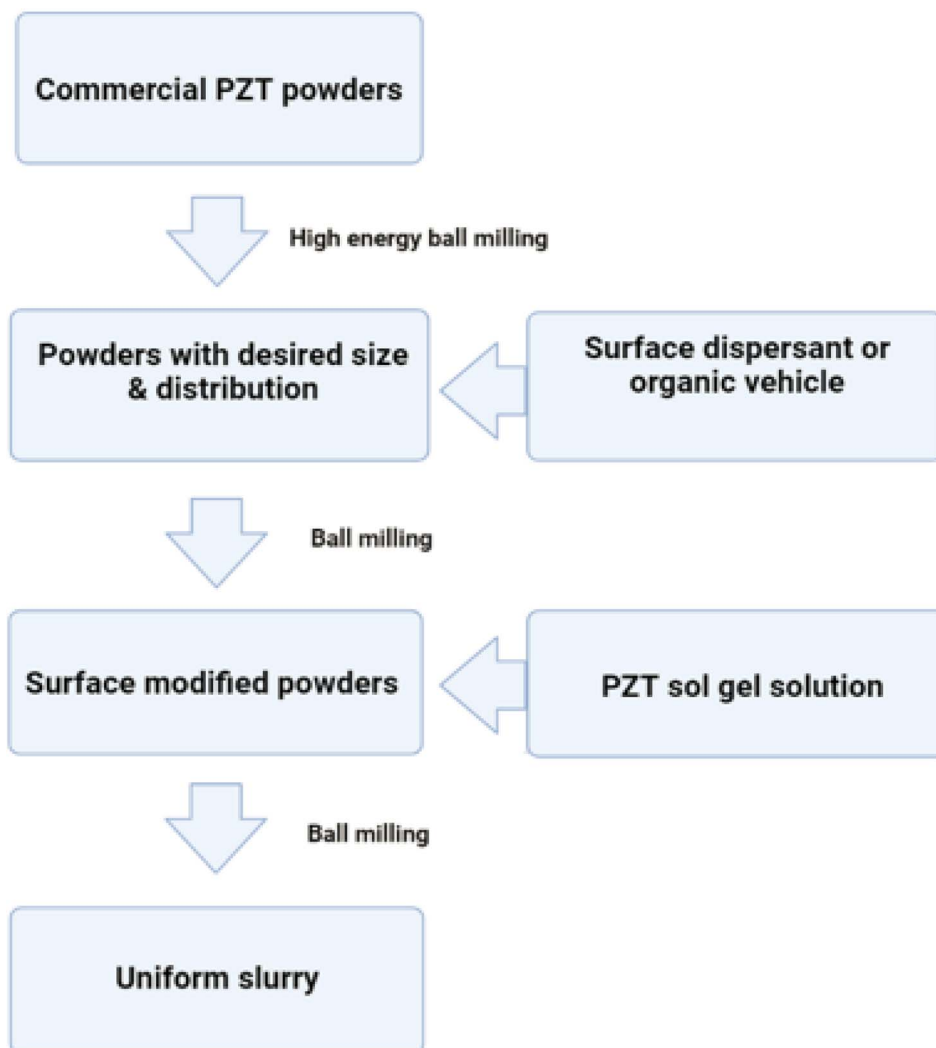 Commercial PZT powders
High energy ball milling
Powders with desired size
& distribution
Surface dispersant or
organic vehicle
Ball milling
Surface modified powders
PZT sol gel solution
Ball milling
Uniform slurry